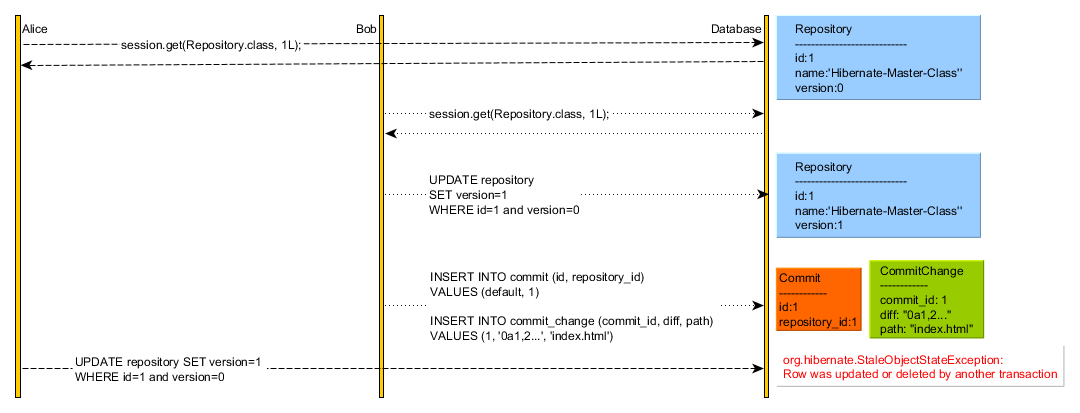 Alice
Bob
Database
Repository
----------------------------
id:1
name:'Hibernate-Master-Class''
version:0
session.get(Repository.class, 1L);
session.get(Repository.class, 1L);
Repository
----------------------------
id:1
name:'Hibernate-Master-Class''
version:1
UPDATE repository
SET version=1
WHERE id=1 and version=0
INSERT INTO commit (id, repository_id)
VALUES (default, 1)
INSERT INTO commit_change (commit_id, diff, path)
VALUES (1, '0a1,2...', 'index.html')
Commit
------------
id:1
repository_id:1
CommitChange
------------
commit_id: 1
diff: "0a1,2..."
path: "index.html"
UPDATE repository SET version=1
WHERE id=1 and version=0
org.hibernate.StaleObjectStateException:
Row was updated or deleted by another transaction